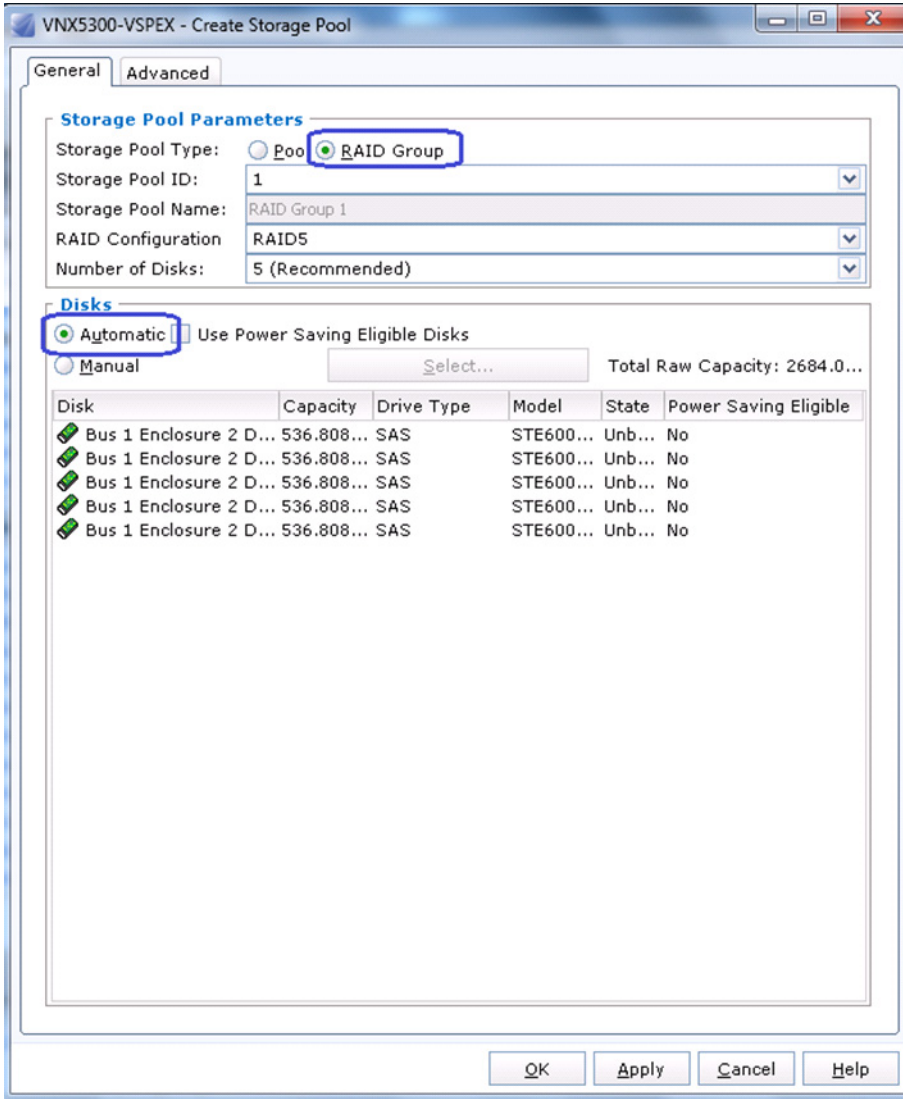 VNX5300-VSPEX - Create Storage Pool
General Advanced
Storage Pool Parameters
Storage Pool Type: Pool RAID Group
Storage Pool ID: 1
Storage Pool Name: RAID Group 1
RAID Configuration RAID5
Number of Disks: 5 (Recommended)
Disks
Automatic Use Power Saving Eligible Disks
Manual Select... Total Raw Capacity: 2684.0...
Disk Capacity Drive Type Model State Power Saving Eligible
Bus 1 Enclosure 2 D... 536.808... SAS STE600... Unb... No
Bus 1 Enclosure 2 D... 536.808... SAS STE600... Unb... No
Bus 1 Enclosure 2 D... 536.808... SAS STE600... Unb... No
Bus 1 Enclosure 2 D... 536.808... SAS STE600... Unb... No
Bus 1 Enclosure 2 D... 536.808... SAS STE600... Unb... No
OK Apply Cancel Help